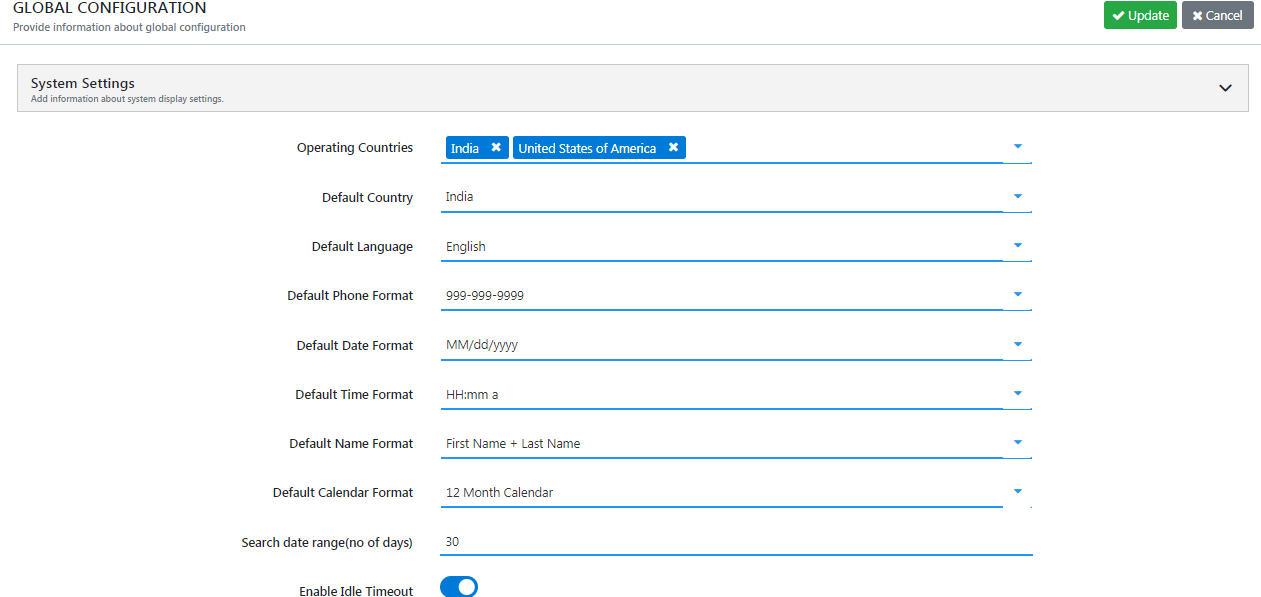 GLOBAL CONFIGURATION
Provide information about global configuration
Update
Cancel
System Settings
Add information about system display settings.
Operating Countries India United States of America
Default Country India
Default Language English
Default Phone Format 999-999-9999
Default Date Format MM/dd/yyyy
Default Time Format HH:mm a
Default Name Format First Name + Last Name
Default Calendar Format 12 Month Calendar
Search date range(no of days) 30
Enable Idle Timeout